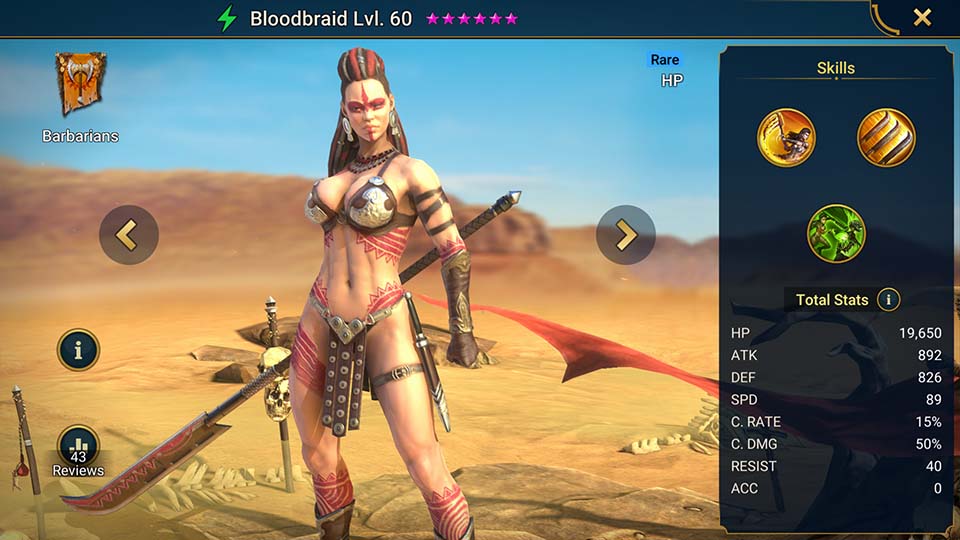 Bloodbraid Lvl. 60
Barbarians
Rare
HP
Skills
Total Stats i
HP 19,650
ATK 892
DEF 826
SPD 89
C. RATE 15%
C. DMG 50%
RESIST 40
ACC 0
i
43
Reviews